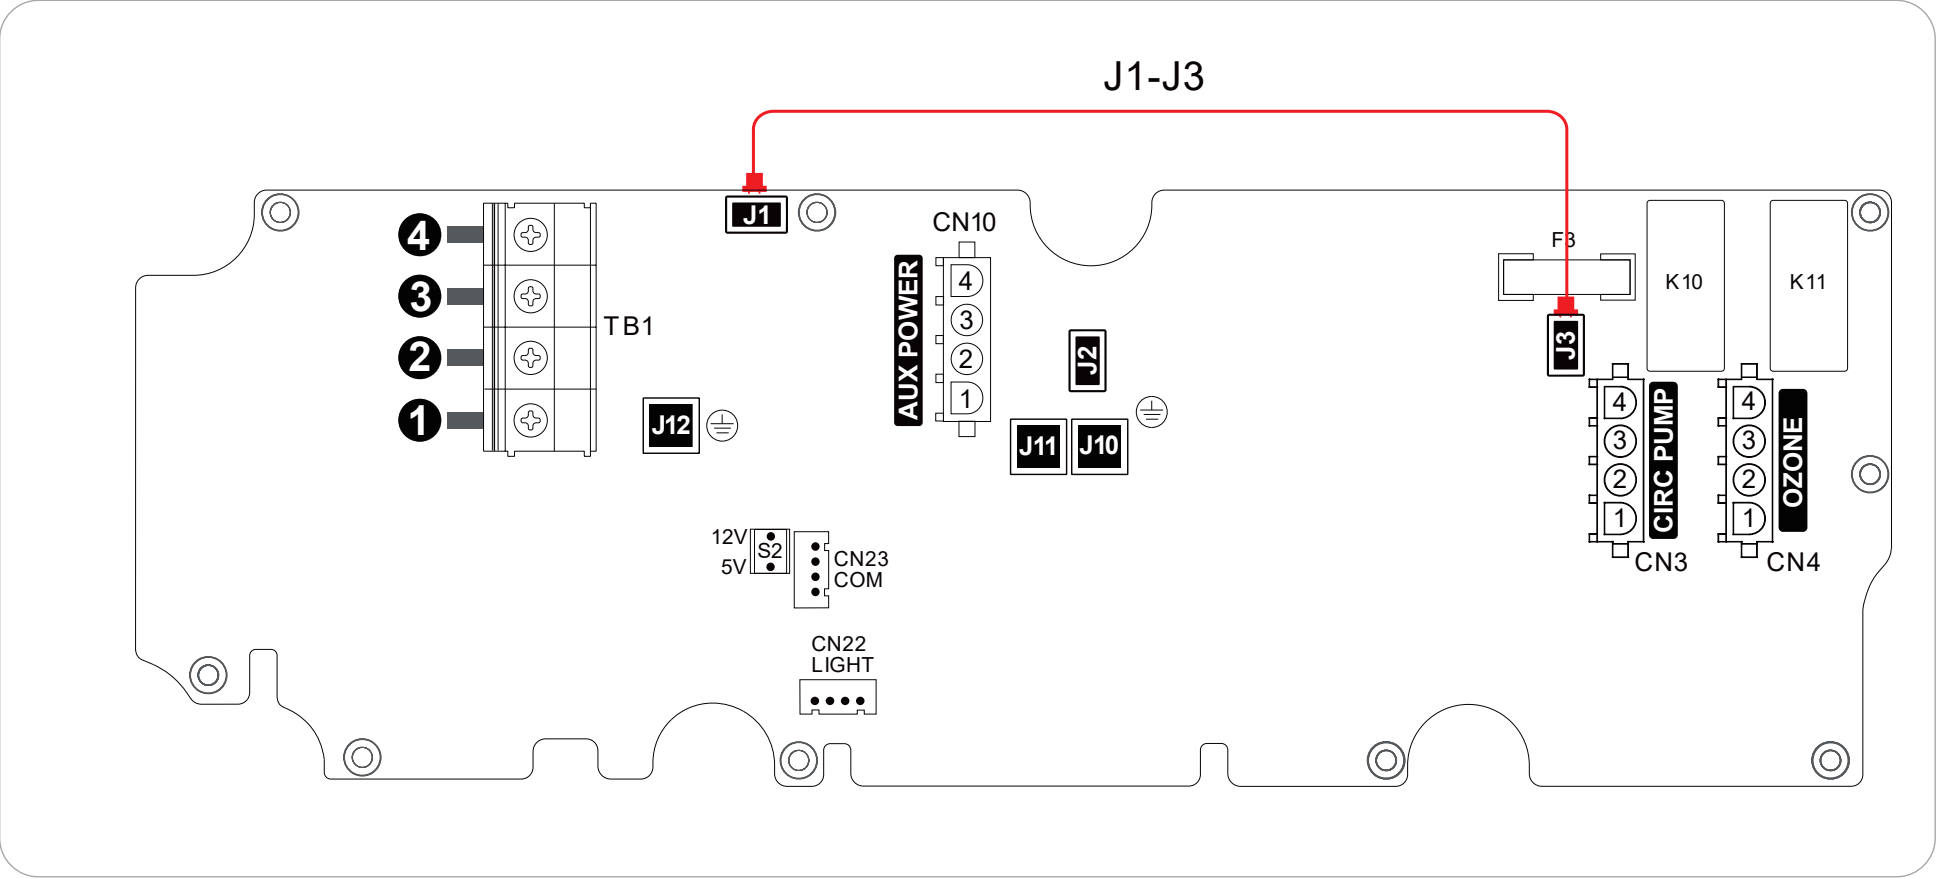 J1-J3
J1
CN10
4
3
2
1
TB1
AUX POWER
4
3
2
1
J2
J12
J11
J10
F3
K10
K11
J3
4
3
2
1
CIRC PUMP
CN3
4
3
2
1
OZONE
CN4
12V
5V
S2
CN23
COM
CN22
LIGHT